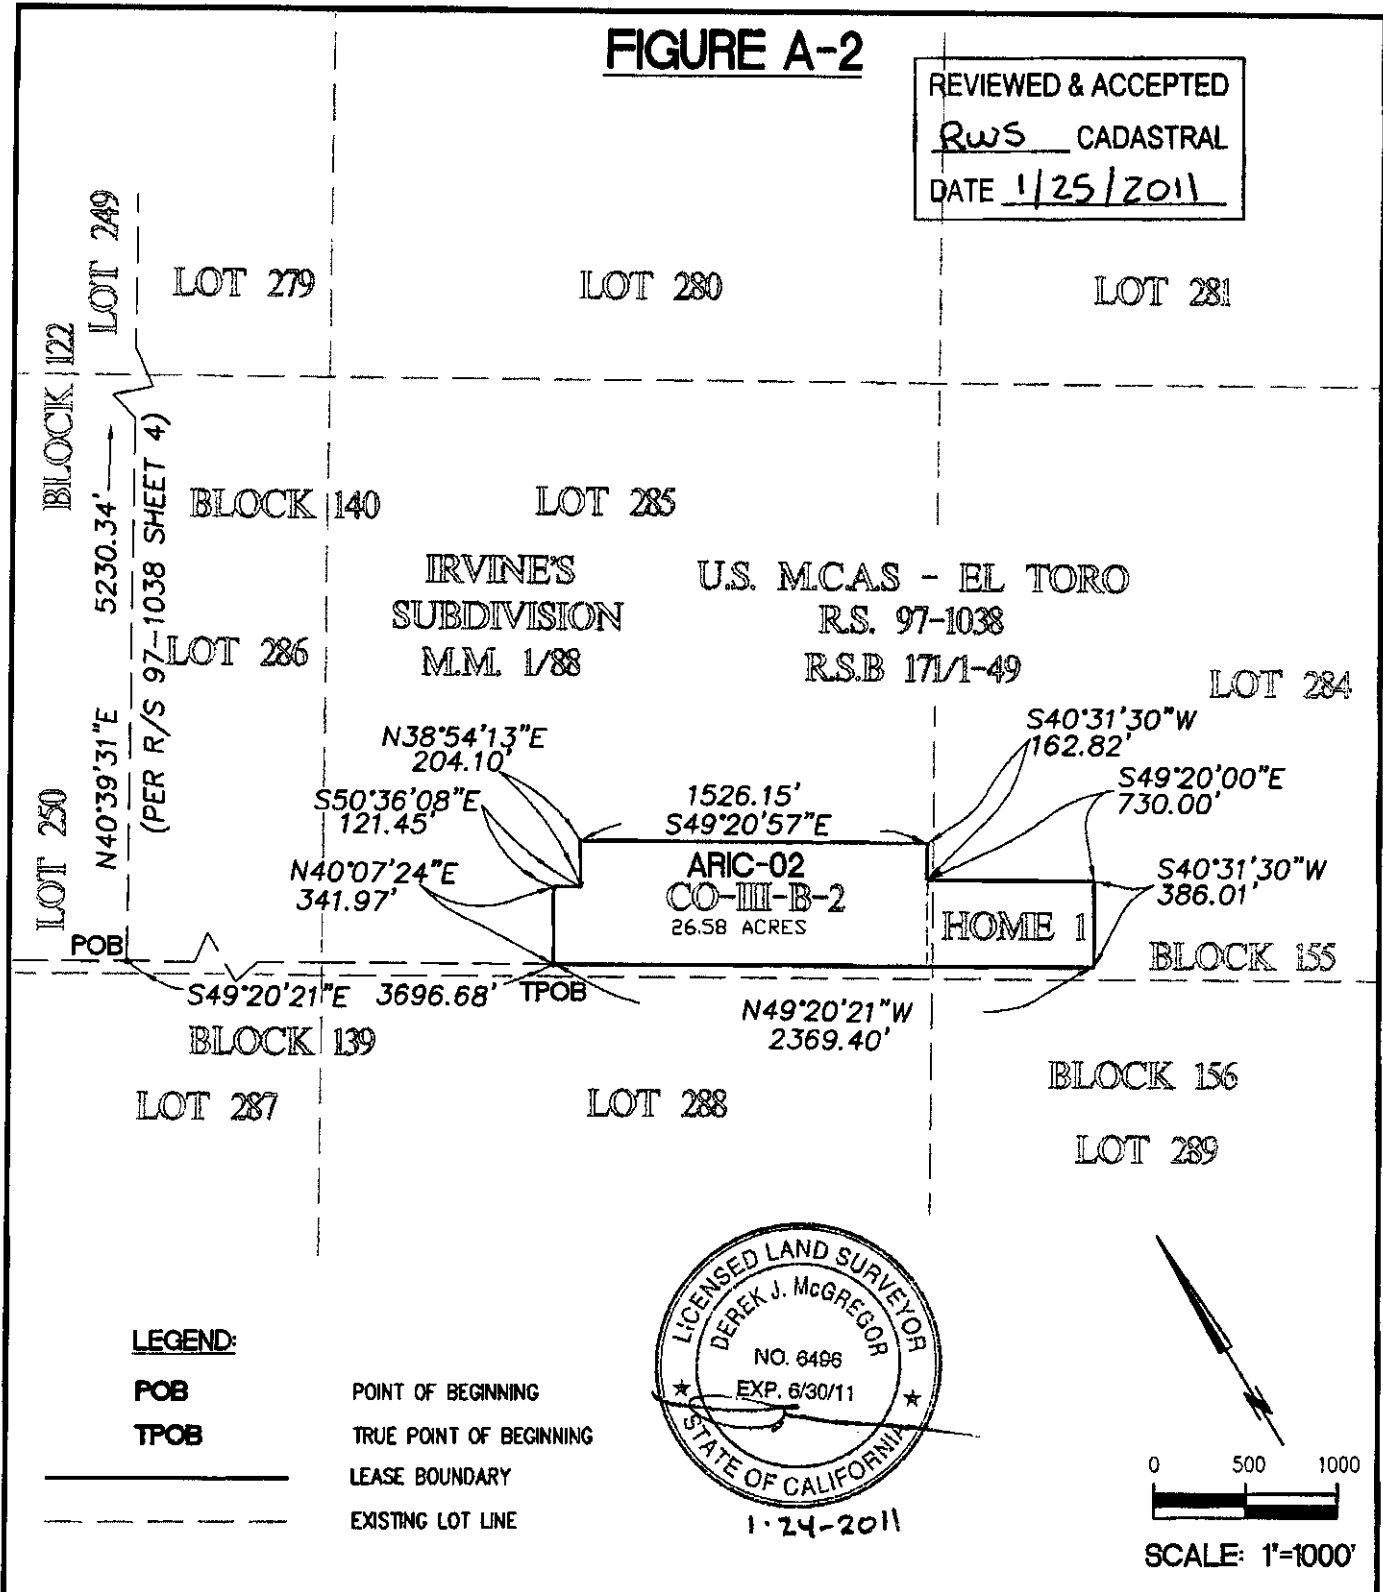 FIGURE A-2
REVIEWED & ACCEPTED
RWS CADASTRAL
DATE 1/25/2011
LOT 249
LOT 279
LOT 280
LOT 281
BLOCK 122
5230.34'
N40°39'31"E
(PER R/S 97-1038 SHEET 4)
BLOCK 140
LOT 285
IRVINE'S
SUBDIVISION
M.M. 1/88
U.S. M.C.A.S - EL TORO
R.S. 97-1038
R.S.B 171/1-49
LOT 286
LOT 284
LOT 250
N38°54'13"E
204.10'
S50°36'08"E
121.45'
N40°07'24"E
341.97'
1526.15'
S49°20'57"E
S40°31'30"W
162.82'
S49°20'00"E
730.00'
S40°31'30"W
386.01'
ARIC-02
CO-III-B-2
26.58 ACRES
HOME 1
BLOCK 155
POB
S49°20'21"E 3696.68'
TPOB
N49°20'21"W
2369.40'
BLOCK 139
LOT 287
LOT 288
BLOCK 156
LOT 289
LICENSED LAND SURVEYOR
DEREK J. McGREGOR
NO. 6496
EXP. 6/30/11
STATE OF CALIFORNIA
1-24-2011
LEGEND:
POB POINT OF BEGINNING
TPOB TRUE POINT OF BEGINNING
LEASE BOUNDARY
EXISTING LOT LINE
0 500 1000
SCALE: 1"=1000'